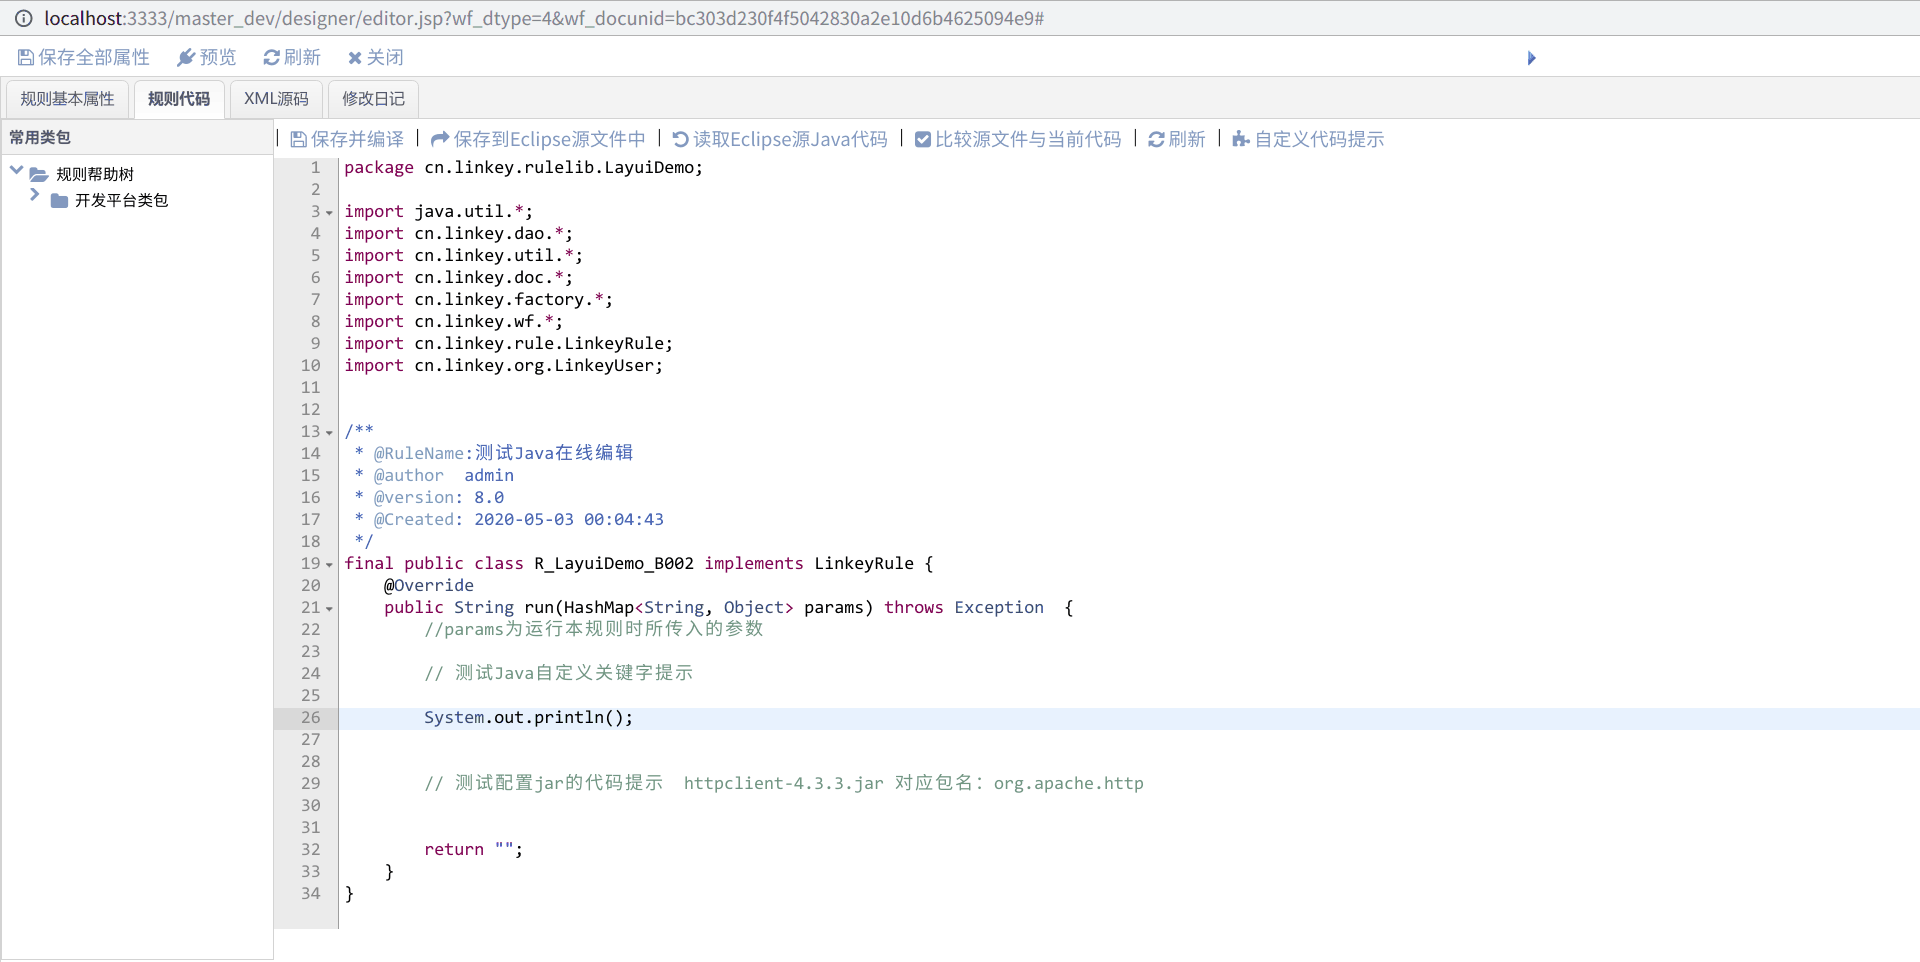 localhost:3333/master_dev/designer/editor.jsp?wf_dtype=4&wf_docunid=bc303d230f4f5042830a2e10d6b4625094e9#
保存全部属性 预览 刷新 关闭
规则基本属性 规则代码 XML源码 修改日记
常用类包
规则帮助树
开发平台类包
| 保存并编译 | 保存到Eclipse源文件中 | 读取Eclipse源Java代码 | 比较源文件与当前代码 | 刷新 | 自定义代码提示
1 package cn.linkey.rulelib.LayuiDemo;
2
3 import java.util.*;
4 import cn.linkey.dao.*;
5 import cn.linkey.util.*;
6 import cn.linkey.doc.*;
7 import cn.linkey.factory.*;
8 import cn.linkey.wf.*;
9 import cn.linkey.rule.LinkeyRule;
10 import cn.linkey.org.LinkeyUser;
11
12
13 /**
14  * @RuleName:测试Java在线编辑
15  * @author  admin
16  * @version: 8.0
17  * @Created: 2020-05-03 00:04:43
18  */
19 final public class R_LayuiDemo_B002 implements LinkeyRule {
20     @Override
21     public String run(HashMap<String, Object> params) throws Exception  {
22         //params为运行本规则时所传入的参数
23
24         // 测试Java自定义关键字提示
25
26         System.out.println();
27
28
29         // 测试配置jar的代码提示  httpclient-4.3.3.jar 对应包名：org.apache.http
30
31
32         return "";
33     }
34 }